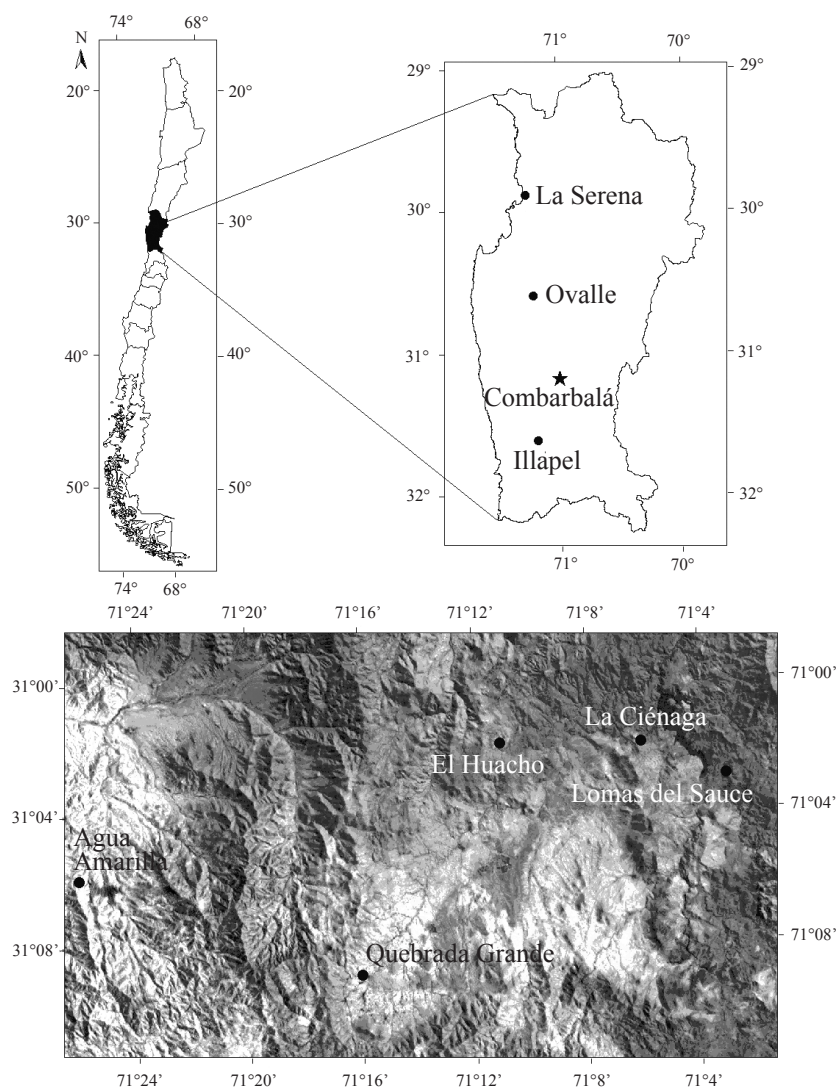 74° 68°
N
20° 20°
30° 30°
40° 40°
50° 50°
74° 68°
71° 70°
29° 29°
La Serena
30° 30°
Ovalle
31° 31°
Combarbalá
Illapel
32° 32°
71° 70°
71°24’ 71°20’ 71°16’ 71°12’ 71°8’ 71°4’
31°00’ 71°00’
La Ciénaga
El Huacho
Lomas del Sauce
31°04’ 71°04’
Agua
Amarilla
31°08’ 71°08’
Quebrada Grande
71°24’ 71°20’ 71°16’ 71°12’ 71°8’ 71°4’